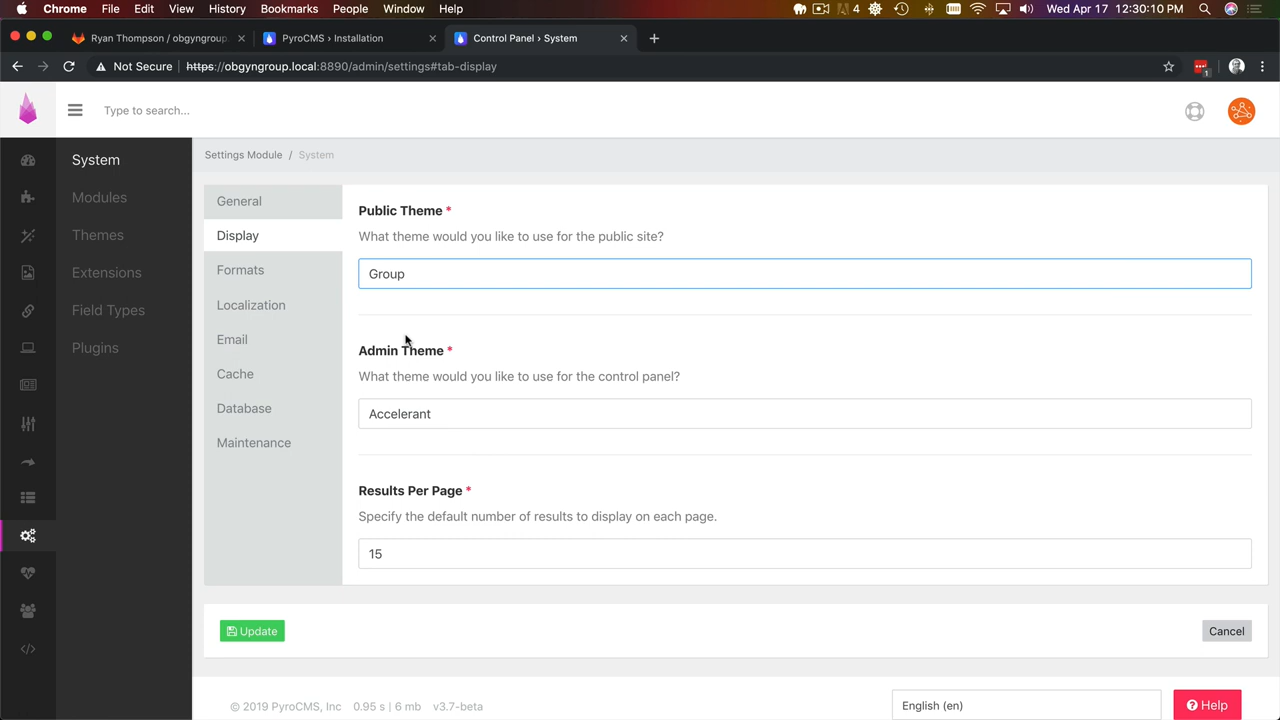 Chrome File Edit View History Bookmarks People Window Help 4 Wed Apr 17 12:30:10 PM
Ryan Thompson / obgyngroup. PyroCMS › Installation Control Panel › System
Not Secure https://obgyngroup.local:8890/admin/settings#tab-display 1
Type to search...
System
Modules
Themes
Extensions
Field Types
Plugins
Settings Module / System
General
Display
Formats
Localization
Email
Cache
Database
Maintenance
Public Theme *
What theme would you like to use for the public site?
Group
Admin Theme *
What theme would you like to use for the control panel?
Accelerant
Results Per Page *
Specify the default number of results to display on each page.
15
Update Cancel
© 2019 PyroCMS, Inc 0.95 s | 6 mb v3.7-beta English (en) Help